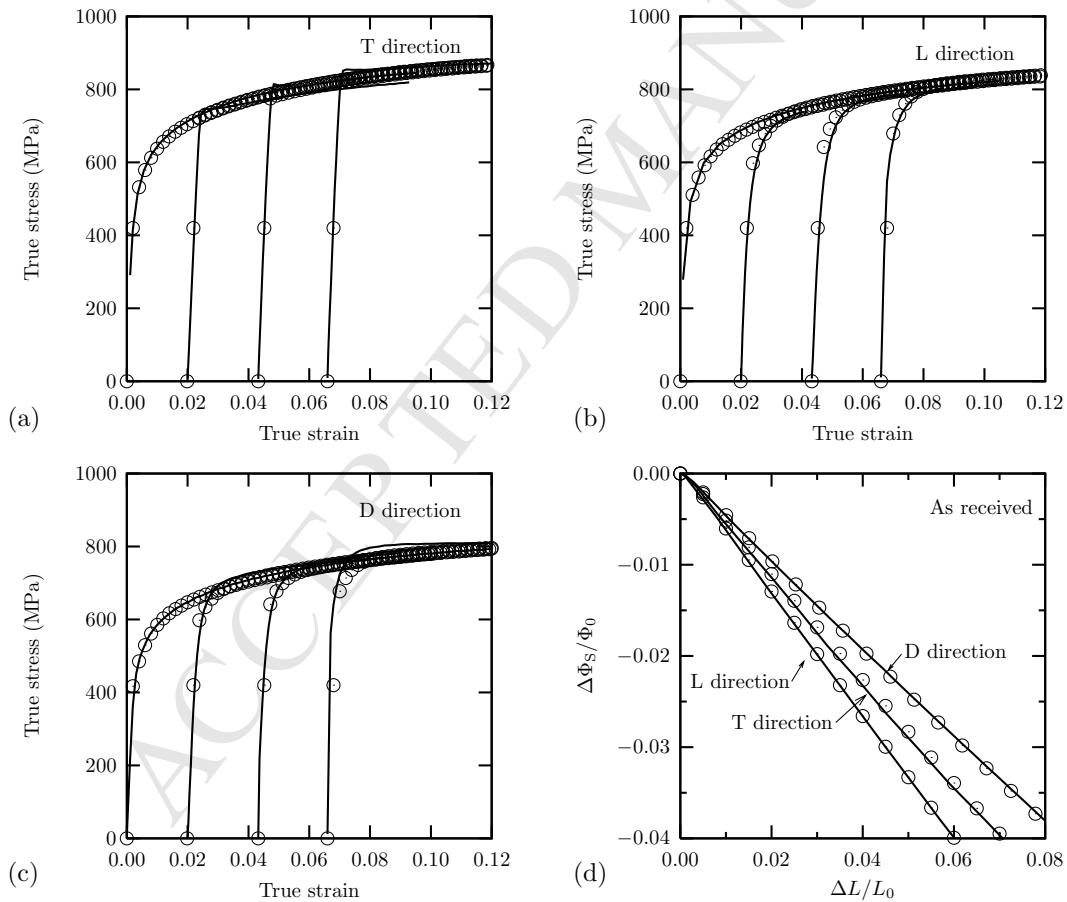 1000
800
600
400
200
0
True stress (MPa)
T direction
0.00 0.02 0.04 0.06 0.08 0.10 0.12
True strain
(a)
1000
800
600
400
200
0
True stress (MPa)
L direction
0.00 0.02 0.04 0.06 0.08 0.10 0.12
True strain
(b)
1000
800
600
400
200
0
True stress (MPa)
D direction
0.00 0.02 0.04 0.06 0.08 0.10 0.12
True strain
(c)
0.00
−0.01
−0.02
−0.03
−0.04
ΔΦ_S/Φ_0
As received
D direction
L direction
T direction
0.00 0.02 0.04 0.06 0.08
ΔL/L_0
(d)
ACCEPTED